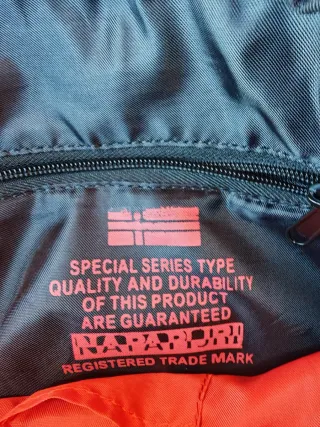 SPECIAL SERIES TYPE
QUALITY AND DURABILITY
OF THIS PRODUCT
ARE GUARANTEED
NAPAPIJRI
REGISTERED TRADE MARK